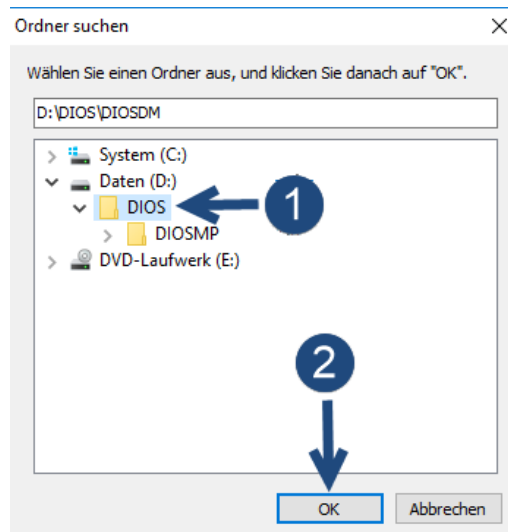 Ordner suchen
Wählen Sie einen Ordner aus, und klicken Sie danach auf "OK".
D:\DIOS\DIOSDM
System (C:)
Daten (D:)
DIOS
1
DIOSMP
DVD-Laufwerk (E:)
2
OK
Abbrechen